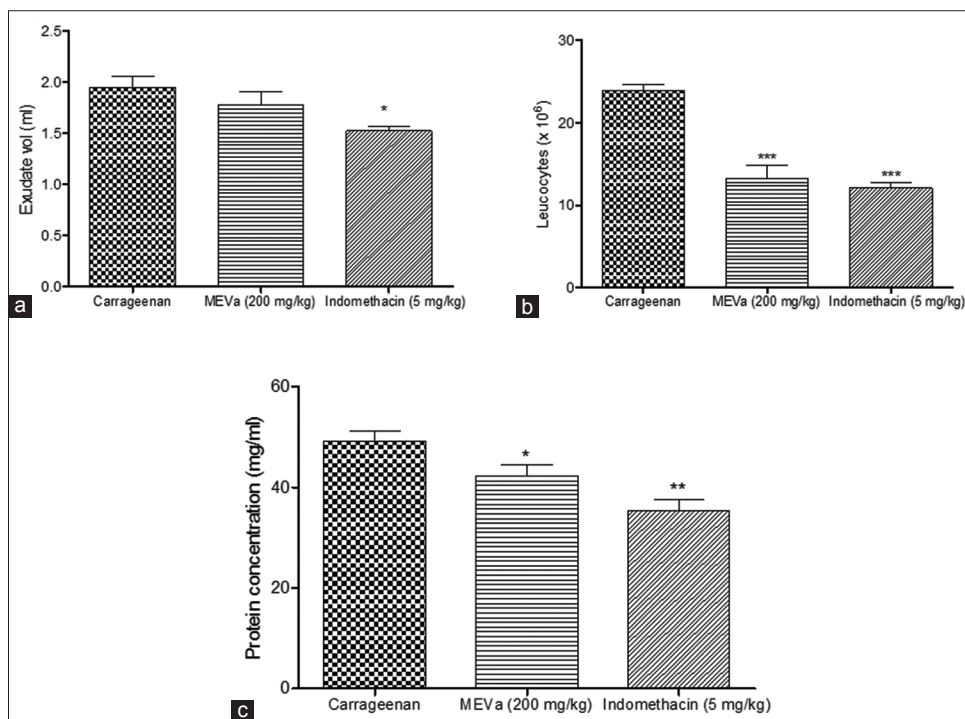 Exudate vol (ml)
2.5
2.0
1.5
1.0
0.5
0.0
*
Carrageenan
MEVa (200 mg/kg)
Indomethacin (5 mg/kg)
a
Leucocytes (x 10⁶)
30
20
10
0
***
***
Carrageenan
MEVa (200 mg/kg)
Indomethacin (5 mg/kg)
b
Protein concentration (mg/ml)
60
40
20
0
*
**
Carrageenan
MEVa (200 mg/kg)
Indomethacin (5 mg/kg)
c